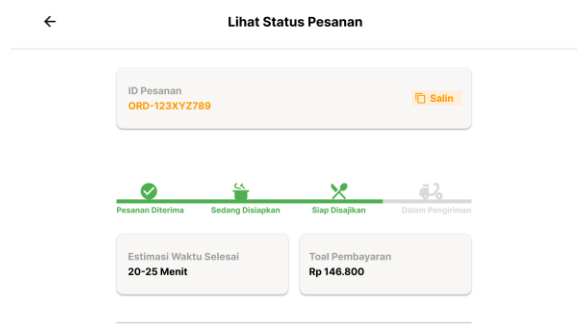 Lihat Status Pesanan
ID Pesanan
ORD-123XYZ789
Salin
Pesanan Diterima
Sedang Disiapkan
Siap Disajikan
Dalam Pengiriman
Estimasi Waktu Selesai
20-25 Menit
Toal Pembayaran
Rp 146.800